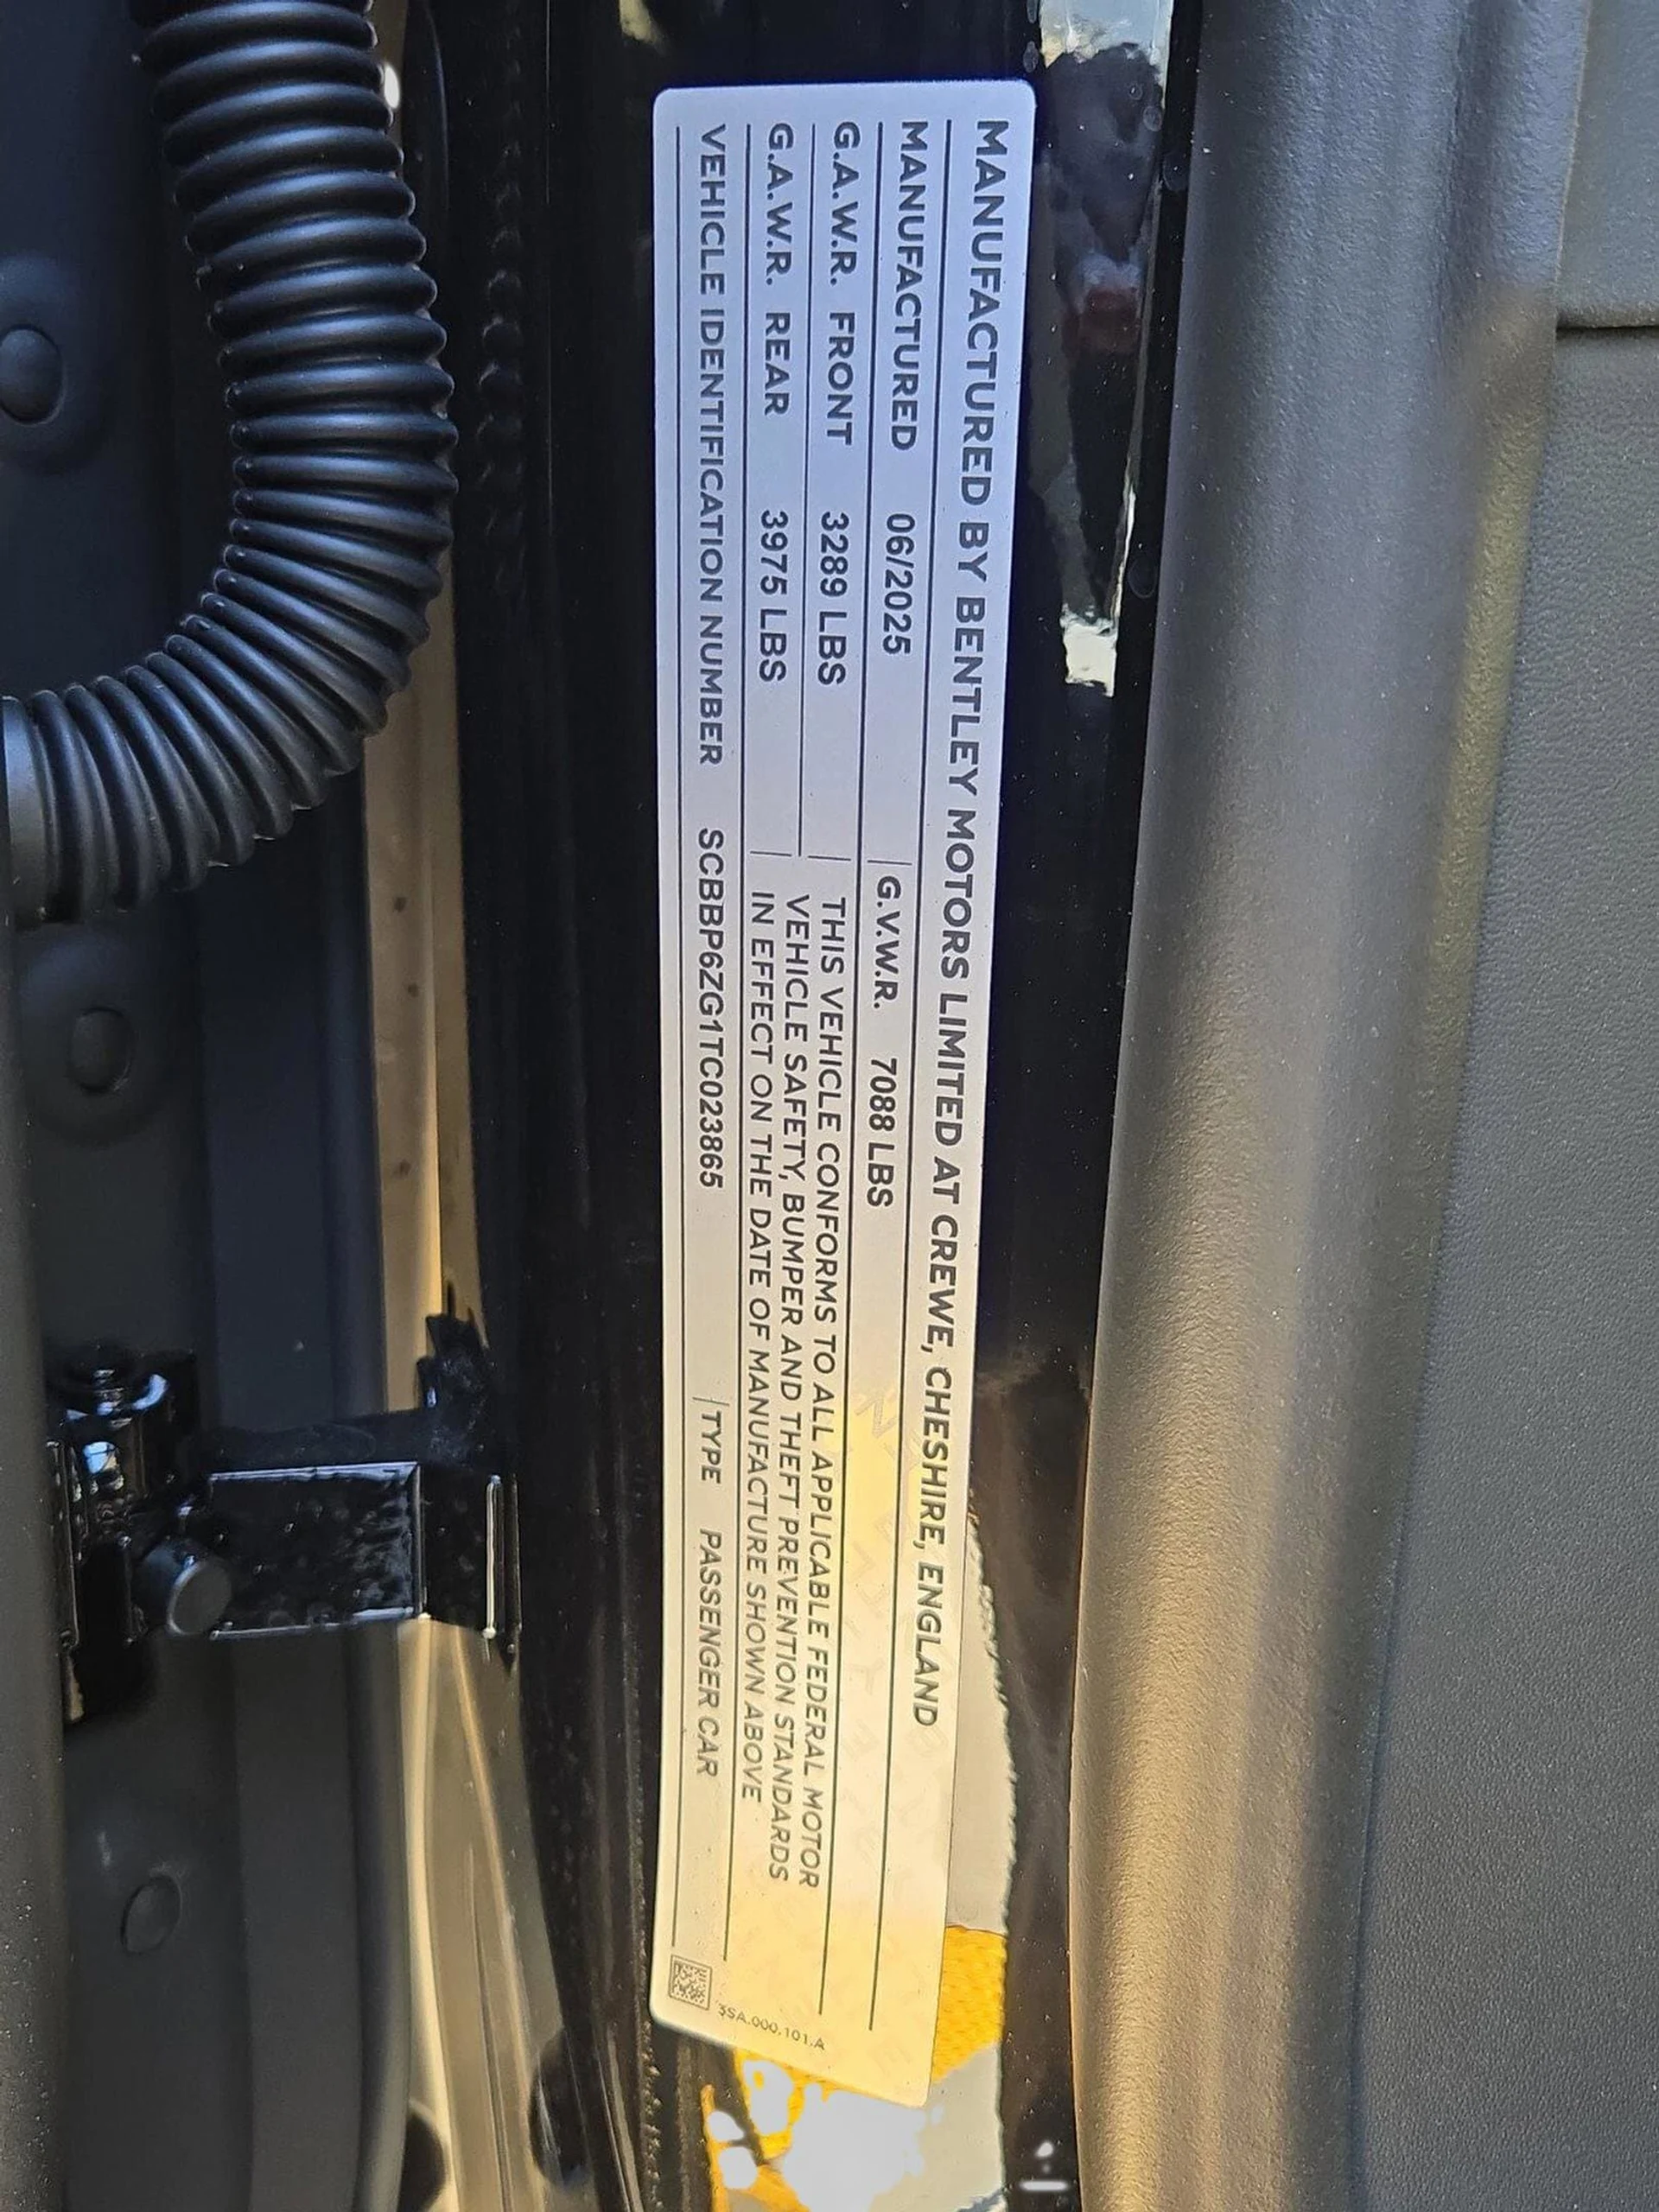 MANUFACTURED BY BENTLEY MOTORS LIMITED AT CREWE, CHESHIRE, ENGLAND
MANUFACTURED 06/2025 G.V.W.R. 7088 LBS
G.A.W.R. FRONT 3289 LBS
G.A.W.R. REAR 3975 LBS
THIS VEHICLE CONFORMS TO ALL APPLICABLE FEDERAL MOTOR
VEHICLE SAFETY, BUMPER AND THEFT PREVENTION STANDARDS
IN EFFECT ON THE DATE OF MANUFACTURE SHOWN ABOVE
VEHICLE IDENTIFICATION NUMBER SCBBP6ZG1TC023865 TYPE PASSENGER CAR
3SA.000.101.A